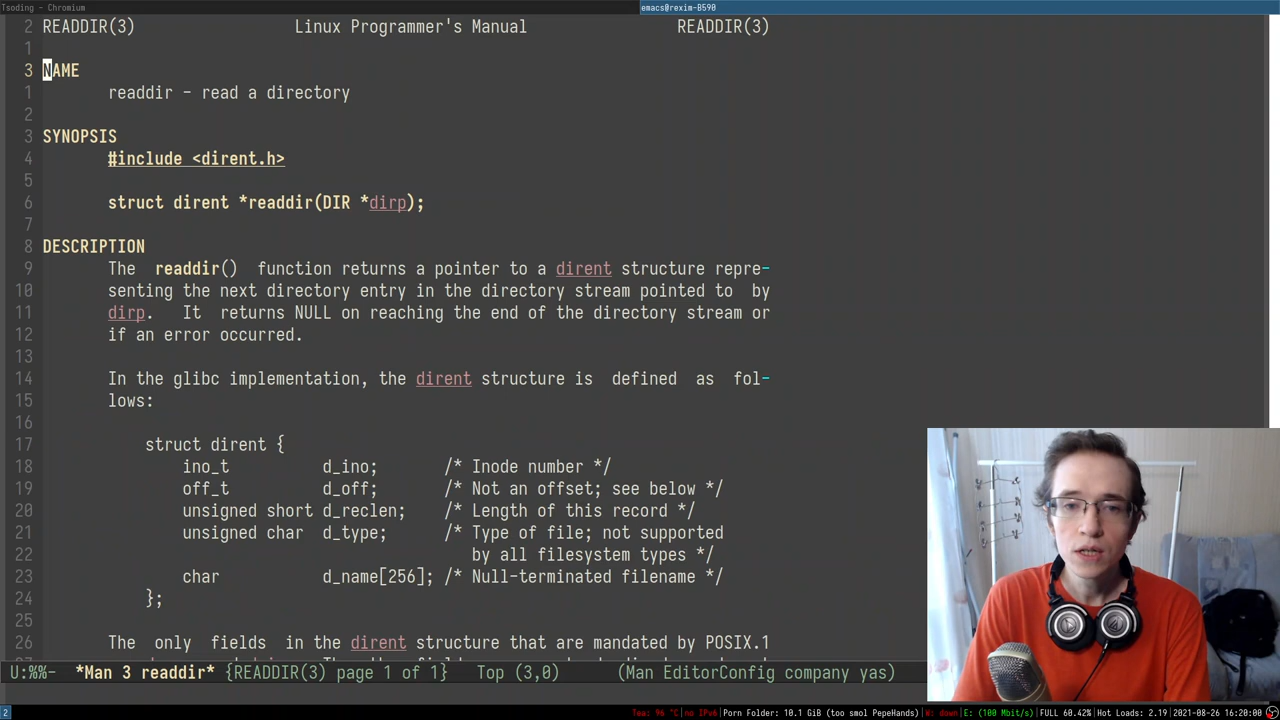 Tsoding - Chromium
emacs@rexim-B590
2 READDIR(3) Linux Programmer's Manual READDIR(3)
1
3 NAME
1 readdir - read a directory
2
3 SYNOPSIS
4 #include <dirent.h>
5
6 struct dirent *readdir(DIR *dirp);
7
8 DESCRIPTION
9 The readdir() function returns a pointer to a dirent structure repre-
10 senting the next directory entry in the directory stream pointed to by
11 dirp. It returns NULL on reaching the end of the directory stream or
12 if an error occurred.
13
14 In the glibc implementation, the dirent structure is defined as fol-
15 lows:
16
17 struct dirent {
18 ino_t d_ino; /* Inode number */
19 off_t d_off; /* Not an offset; see below */
20 unsigned short d_reclen; /* Length of this record */
21 unsigned char d_type; /* Type of file; not supported
22 by all filesystem types */
23 char d_name[256]; /* Null-terminated filename */
24 };
25
26 The only fields in the dirent structure that are mandated by POSIX.1
U:%%- *Man 3 readdir* {READDIR(3) page 1 of 1} Top (3,0) (Man EditorConfig company yas)
2 Tea: 96 °C no IPv6 Porn Folder: 10.1 GiB (too smol PepeHands) W: down E: (100 Mbit/s) FULL 60.42% Hot Loads: 2.19 2021-08-26 16:20:00